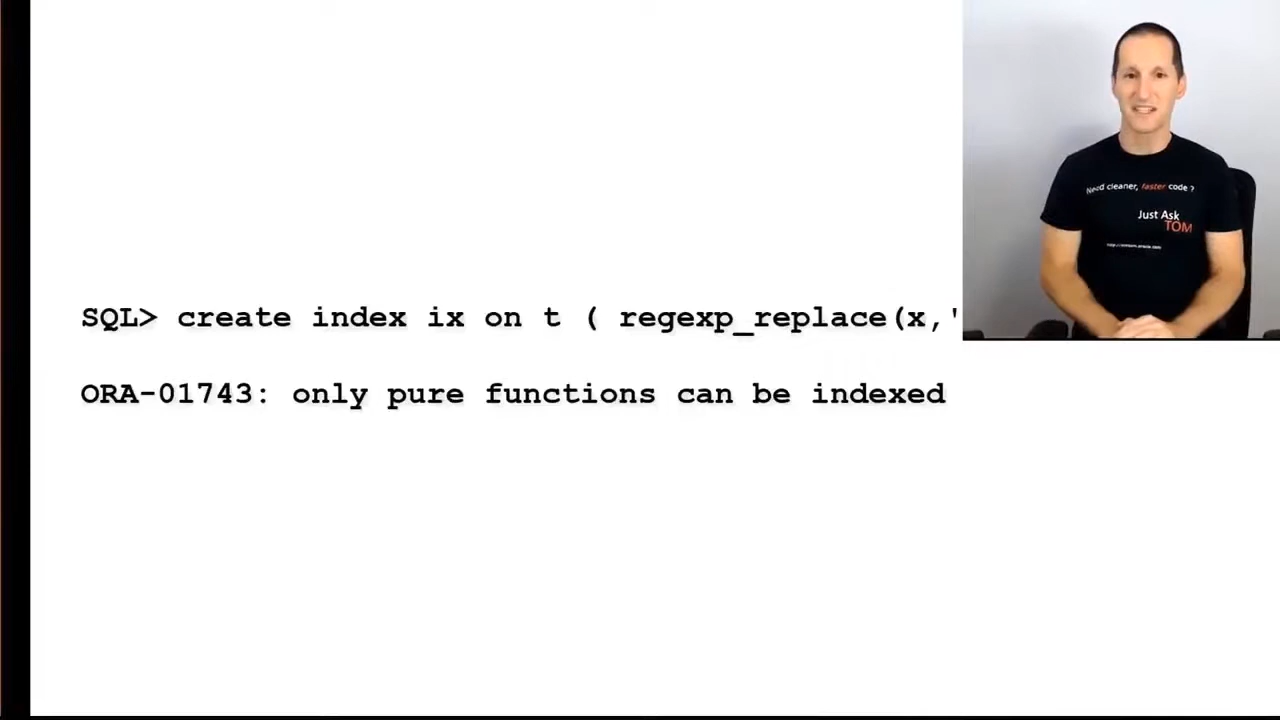 Need cleaner, faster code ?
Just Ask
TOM
SQL> create index ix on t ( regexp_replace(x,'
ORA-01743: only pure functions can be indexed